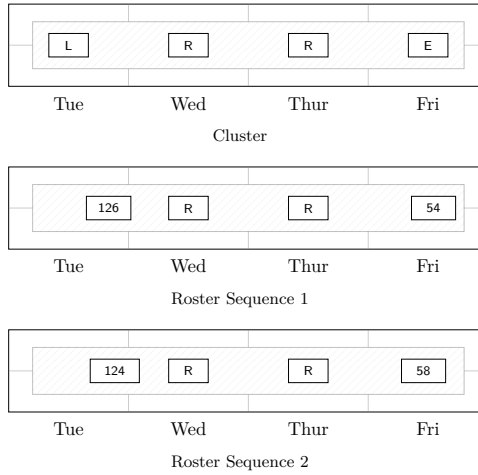 L R R E
Tue Wed Thur Fri
Cluster
126 R R 54
Tue Wed Thur Fri
Roster Sequence 1
124 R R 58
Tue Wed Thur Fri
Roster Sequence 2